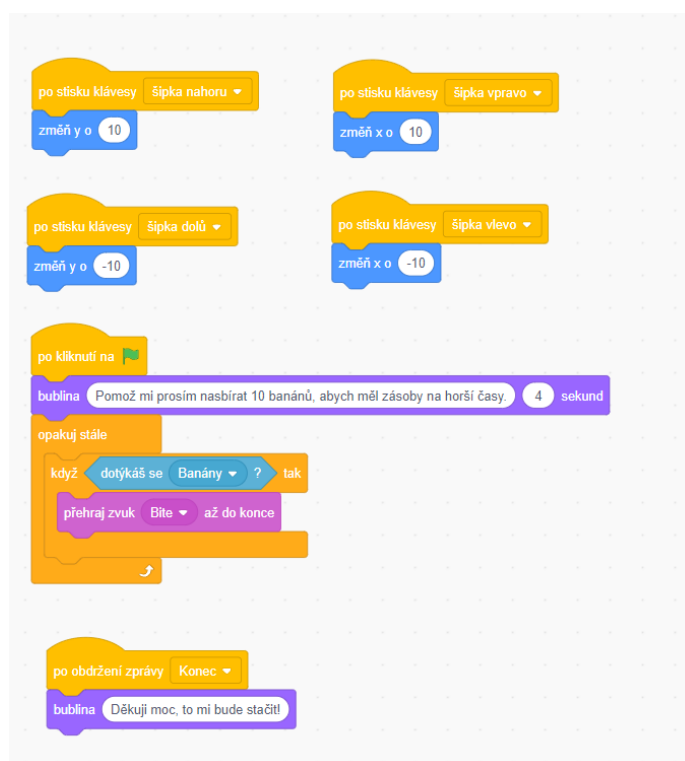 po stisku klávesy šipka nahoru
změň y o 10
po stisku klávesy šipka vpravo
změň x o 10
po stisku klávesy šipka dolů
změň y o -10
po stisku klávesy šipka vlevo
změň x o -10
po kliknutí na
bublina Pomož mi prosím nasbírat 10 banánů, abych měl zásoby na horší časy. 4 sekund
opakuj stále
když dotýkáš se Banány ? tak
přehraj zvuk Bite až do konce
po obdržení zprávy Konec
bublina Děkuji moc, to mi bude stačit!